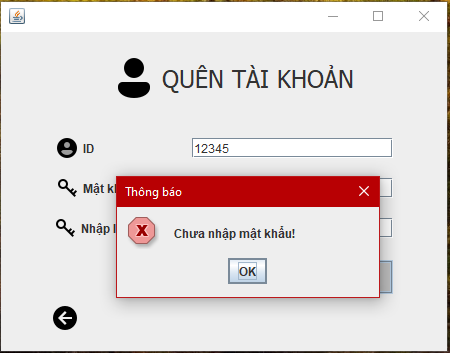 QUÊN TÀI KHOẢN
ID
12345
Mật
Nhập
Thông báo
Chưa nhập mật khẩu!
OK